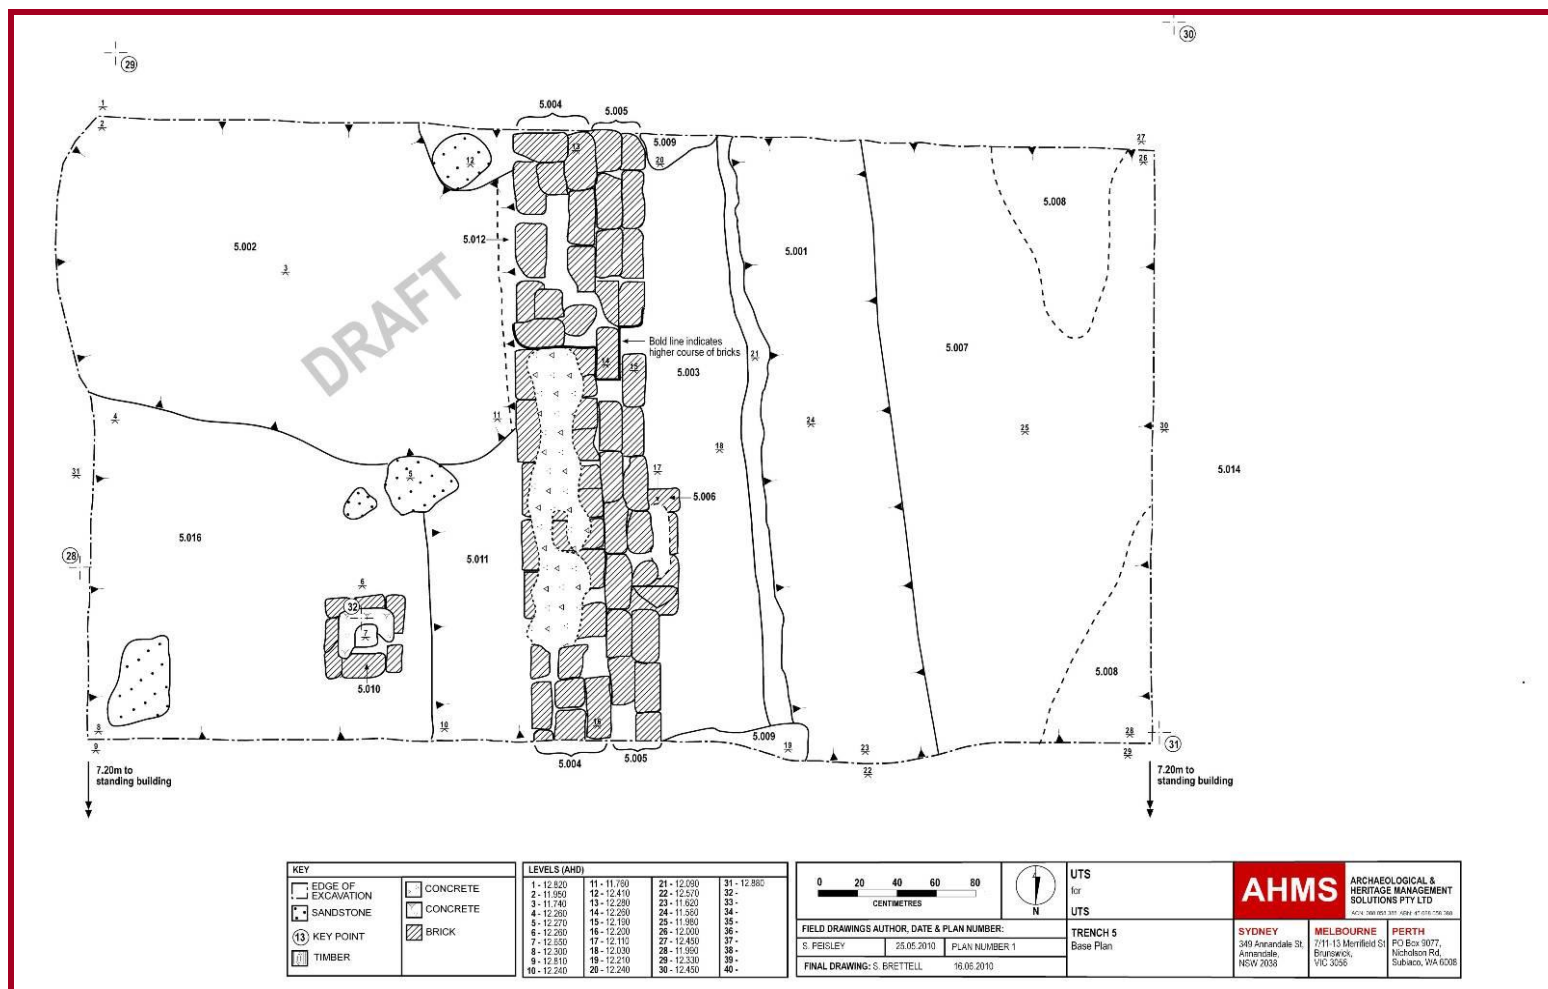 30
29
1
2
5.004
5.005
27
26
5.009
13
12
20
5.008
5.002
5.012
5.001
3
DRAFT
Bold line indicates
higher course of bricks
14
15
21
5.007
5.003
4
11
24
25
30
18
31
5
17
5.014
5.006
5.016
28
5.011
6
32
7
5.010
5.008
8
9
10
16
5.009
19
23
22
28
29
31
5.004
5.005
7.20m to
standing building
7.20m to
standing building
KEY
EDGE OF
EXCAVATION
SANDSTONE
13 KEY POINT
TIMBER
CONCRETE
CONCRETE
BRICK
LEVELS (AHD)
1 - 12.820
2 - 11.950
3 - 11.740
4 - 12.260
5 - 12.270
6 - 12.260
8 - 12.300
9 - 12.810
10 - 12.240
11 - 11.760
12 - 12.410
13 - 12.280
14 - 12.260
15 - 12.190
16 - 12.200
17 - 12.110
18 - 12.030
19 - 12.210
20 - 12.240
21 - 12.090
22 - 12.570
23 - 11.620
24 - 11.560
25 - 11.980
26 - 12.000
27 - 12.450
28 - 11.990
29 - 12.330
30 - 12.450
31 - 12.880
32 -
33 -
34 -
35 -
36 -
37 -
38 -
39 -
40 -
0 20 40 60 80
CENTIMETRES
N
FIELD DRAWINGS AUTHOR, DATE & PLAN NUMBER:
S. PEISLEY 25.05.2010 PLAN NUMBER 1
FINAL DRAWING: S. BRETTELL 16.06.2010
UTS
for
UTS
TRENCH 5
Base Plan
AHMS
ARCHAEOLOGICAL &
HERITAGE MANAGEMENT
SOLUTIONS PTY LTD
SYDNEY
349 Annandale St,
Annandale,
NSW 2038
MELBOURNE
7/11-13 Merrifield St
Brunswick,
VIC 3056
PERTH
PO Box 9077,
Nicholson Rd,
Subiaco, WA 6008